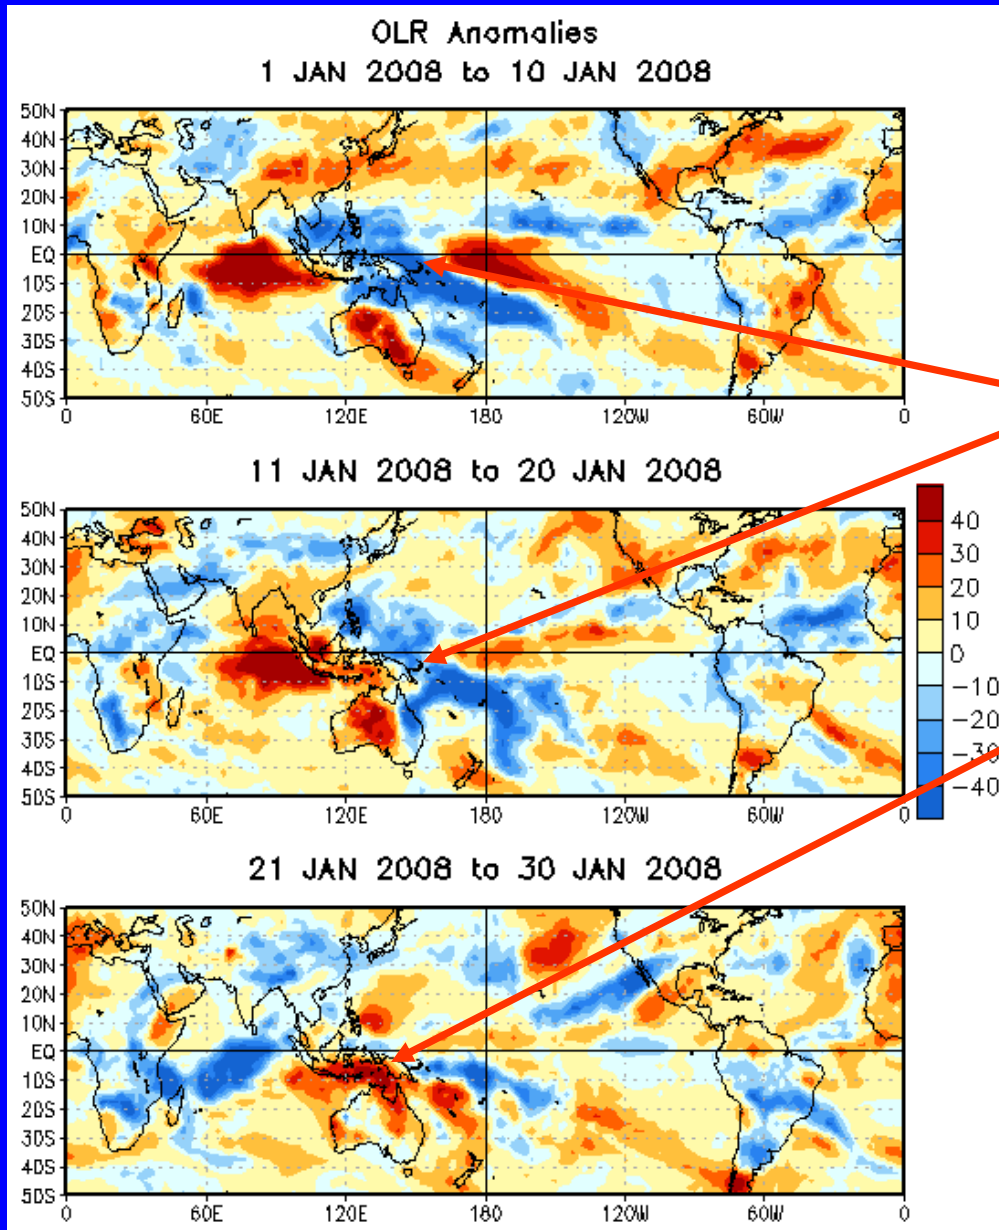 OLR Anomalies
1 JAN 2008 to 10 JAN 2008
50N
40N
30N
20N
10N
EQ
10S
20S
30S
40S
50S
0 60E 120E 180 120W 60W 0
11 JAN 2008 to 20 JAN 2008
50N
40N
30N
20N
10N
EQ
10S
20S
30S
40S
50S
0 60E 120E 180 120W 60W 0
40
30
20
10
0
-10
-20
-30
-40
21 JAN 2008 to 30 JAN 2008
50N
40N
30N
20N
10N
EQ
10S
20S
30S
40S
50S
0 60E 120E 180 120W 60W 0